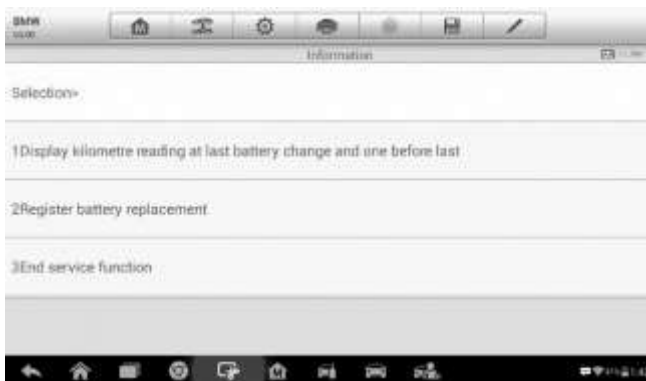 BMW
Information
Selection>
1Display kilometre reading at last battery change and one before last
2Register battery replacement
3End service function